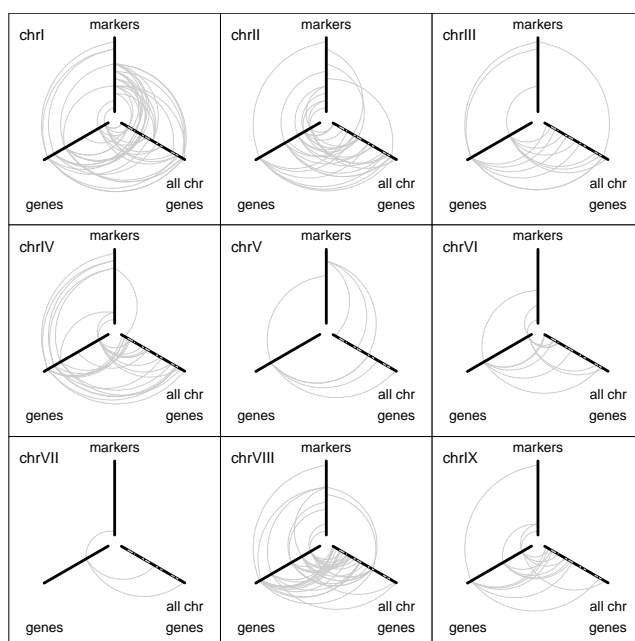 chrI
markers
genes
all chr
genes
chrII
markers
genes
all chr
genes
chrIII
markers
genes
all chr
genes
chrIV
markers
genes
all chr
genes
chrV
markers
genes
all chr
genes
chrVI
markers
genes
all chr
genes
chrVII
markers
genes
all chr
genes
chrVIII
markers
genes
all chr
genes
chrIX
markers
genes
all chr
genes